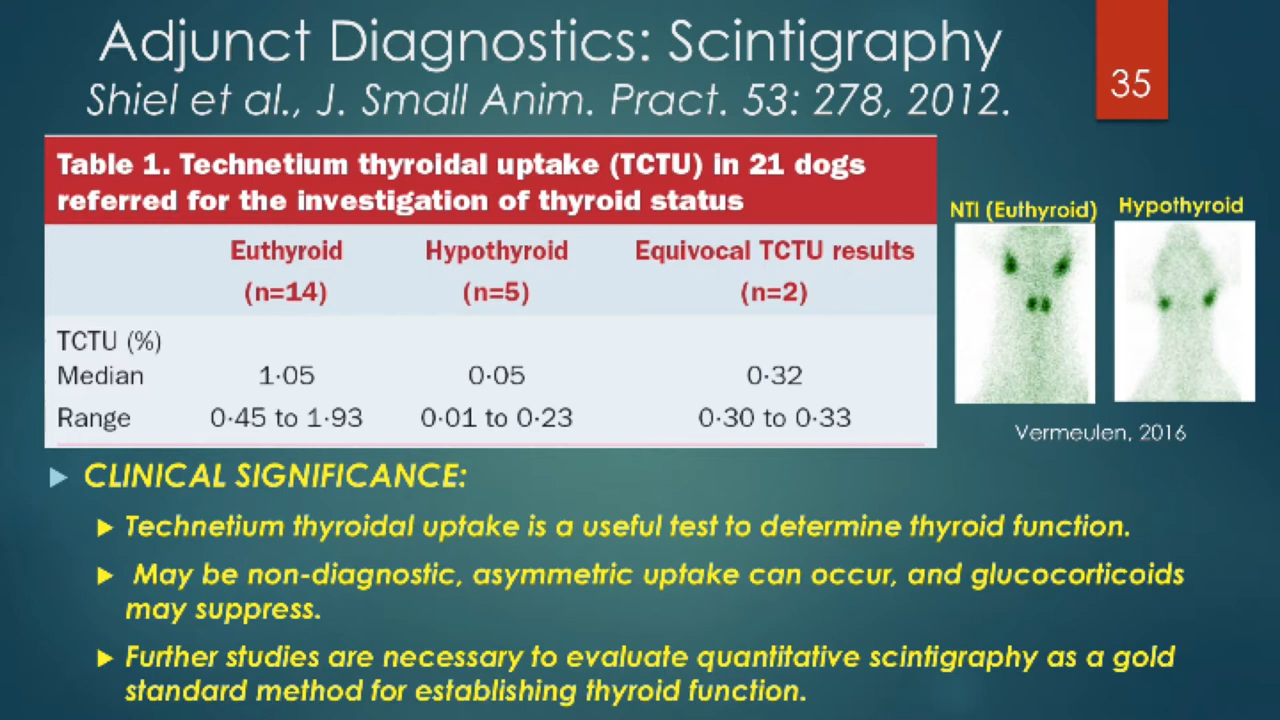 Adjunct Diagnostics: Scintigraphy
Shiel et al., J. Small Anim. Pract. 53: 278, 2012.
35
Table 1. Technetium thyroidal uptake (TCTU) in 21 dogs
referred for the investigation of thyroid status
Euthyroid Hypothyroid Equivocal TCTU results
(n=14) (n=5) (n=2)
TCTU (%)
Median 1·05 0·05 0·32
Range 0·45 to 1·93 0·01 to 0·23 0·30 to 0·33
NTI (Euthyroid) Hypothyroid
Vermeulen, 2016
CLINICAL SIGNIFICANCE:
Technetium thyroidal uptake is a useful test to determine thyroid function.
May be non-diagnostic, asymmetric uptake can occur, and glucocorticoids
may suppress.
Further studies are necessary to evaluate quantitative scintigraphy as a gold
standard method for establishing thyroid function.